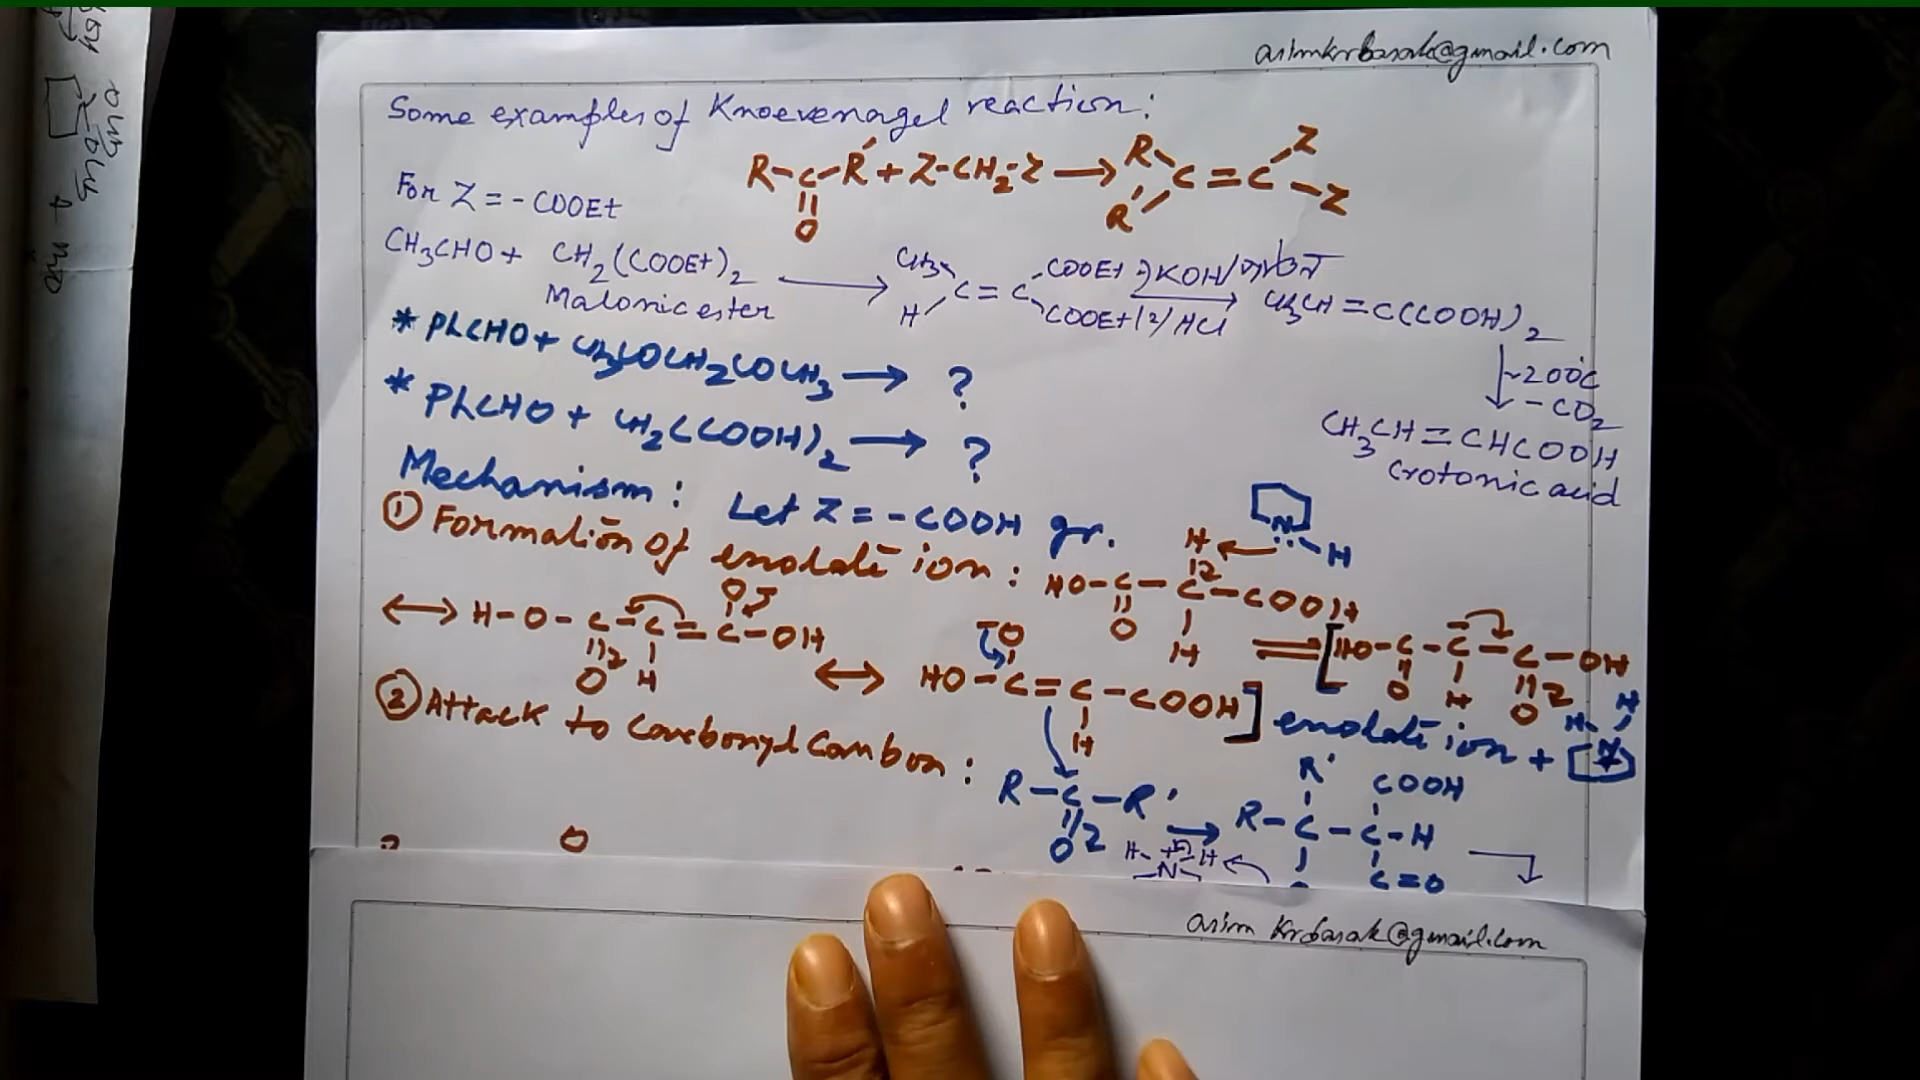 asimkrbasak@gmail.com
Some examples of Knoevenagel reaction:
R-C-R' + Z-CH2-Z → R C=C Z
O R' Z
For Z = -COOEt
CH3CHO + CH2(COOEt)2 → CH3 C=C COOEt 1) KOH/ CH3CH=C(COOH)2
Malonic ester H COOEt 2) HCl
* PhCHO + CH3COCH2COCH3 → ?
~200°C
-CO2
* PhCHO + CH2(COOH)2 → ?
CH3CH=CHCOOH
Crotonic acid
Mechanism: Let Z = -COOH gr.
① Formation of enolate ion: HO-C-C-COOH
H N H
O H
↔ H-O-C-C=C-OH ↔ HO-C=C-COOH] enolate ion +
O H O
-O H
[HO-C-C-C-OH
O H O
② Attack to Carbonyl Carbon:
R-C-R' → R-C-C-H
O R' COOH
C=O
H-N-H
O
asim Krbasak@gmail.com